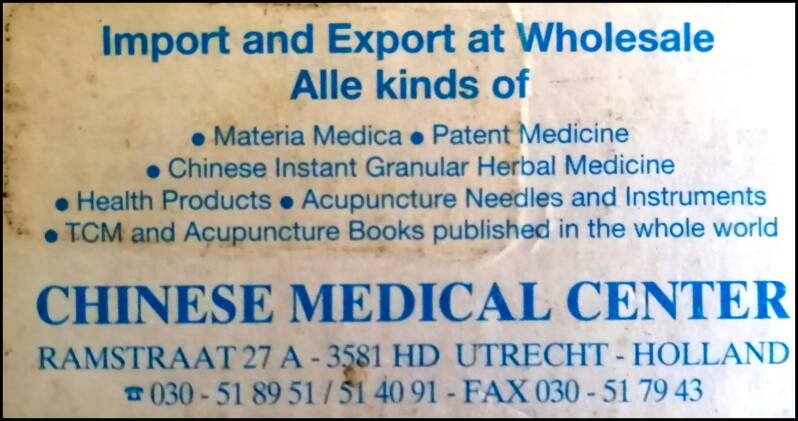 Import and Export at Wholesale
Alle kinds of
● Materia Medica ● Patent Medicine
● Chinese Instant Granular Herbal Medicine
● Health Products ● Acupuncture Needles and Instruments
● TCM and Acupuncture Books published in the whole world
CHINESE MEDICAL CENTER
RAMSTRAAT 27 A - 3581 HD UTRECHT - HOLLAND
☎ 030 - 51 89 51 / 51 40 91 - FAX 030 - 51 79 43